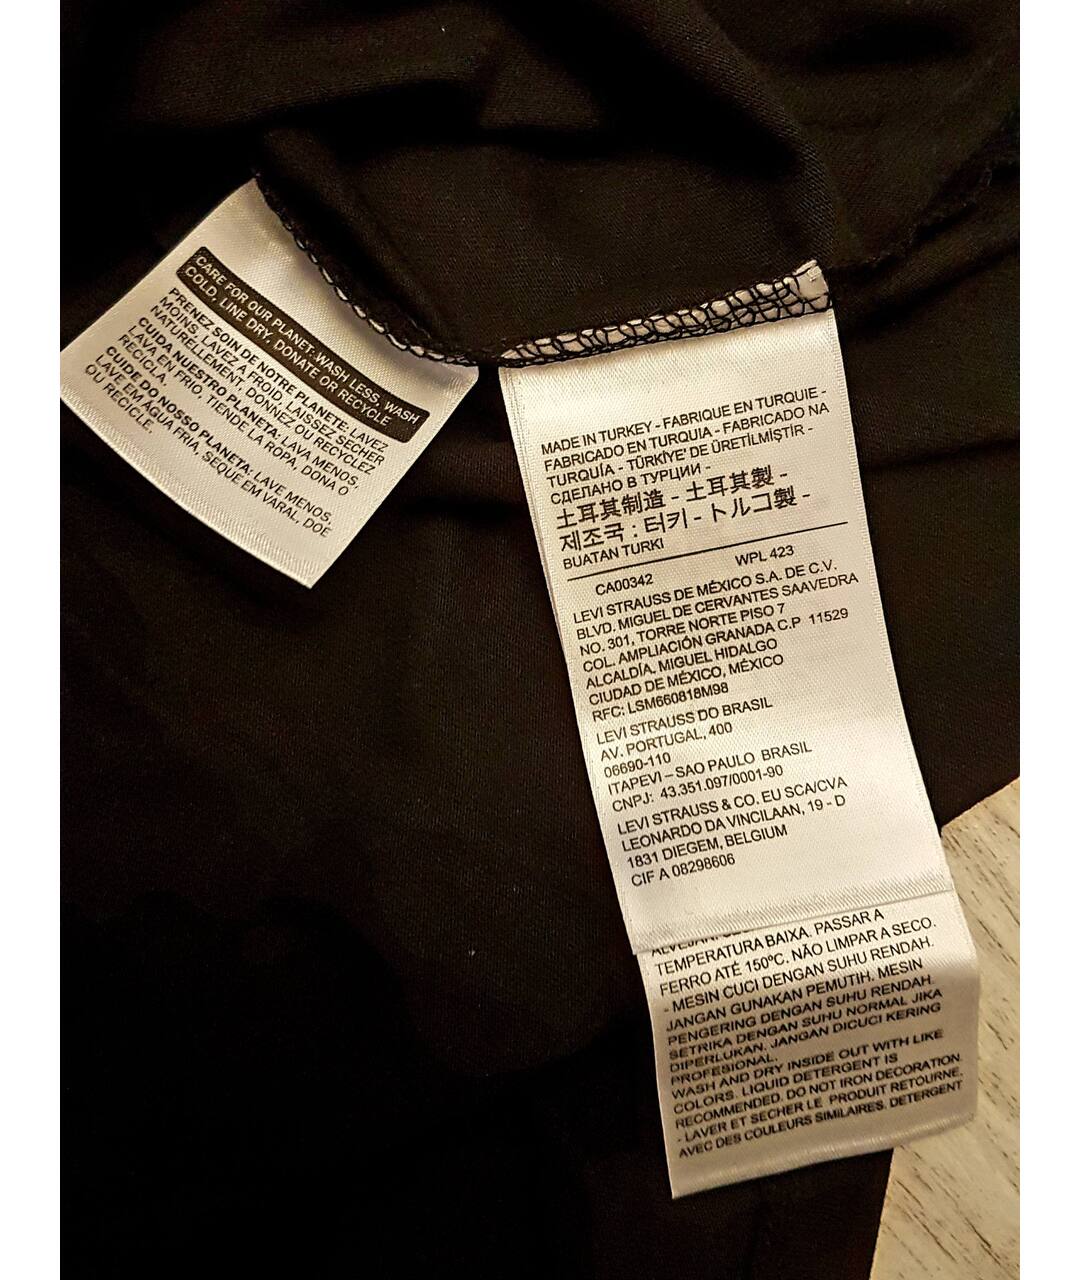 CARE FOR OUR PLANET: WASH LESS, WASH
COLD, LINE DRY, DONATE OR RECYCLE
PRENEZ SOIN DE NOTRE PLANETE: LAVEZ
MOINS, LAVEZ A FROID, LAISSEZ SECHER
NATURELLEMENT, DONNEZ OU RECYCLEZ
CUIDA NUESTRO PLANETA: LAVA MENOS,
LAVA EN FRIO, TIENDE LA ROPA, DONA O
RECICLA.
CUIDE DO NOSSO PLANETA: LAVE MENOS,
LAVE EM ÁGUA FRIA, SEQUE EM VARAL, DOE
OU RECICLE.
MADE IN TURKEY - FABRIQUE EN TURQUIE -
FABRICADO EN TURQUIA - FABRICADO NA
TURQUÍA - TÜRKİYE' DE ÜRETİLMİŞTİR -
СДЕЛАНО В ТУРЦИИ -
土耳其制造 - 土耳其製 -
제조국 : 터키 - トルコ製 -
BUATAN TURKI
CA00342 WPL 423
LEVI STRAUSS DE MÉXICO S.A. DE C.V.
BLVD. MIGUEL DE CERVANTES SAAVEDRA
NO. 301, TORRE NORTE PISO 7
COL. AMPLIACIÓN GRANADA C.P 11529
ALCALDÍA. MIGUEL HIDALGO
CIUDAD DE MÉXICO, MÉXICO
RFC: LSM660818M98
LEVI STRAUSS DO BRASIL
AV. PORTUGAL, 400
06690-110
ITAPEVI – SAO PAULO BRASIL
CNPJ: 43.351.097/0001-90
LEVI STRAUSS & CO. EU SCA/CVA
LEONARDO DA VINCILAAN, 19 - D
1831 DIEGEM, BELGIUM
CIF A 08298606
TEMPERATURA BAIXA. PASSAR A
FERRO ATÉ 150ºC. NÃO LIMPAR A SECO.
- MESIN CUCI DENGAN SUHU RENDAH.
JANGAN GUNAKAN PEMUTIH. MESIN
PENGERING DENGAN SUHU RENDAH.
SETRIKA DENGAN SUHU NORMAL JIKA
DIPERLUKAN. JANGAN DICUCI KERING
PROFESIONAL.
WASH AND DRY INSIDE OUT WITH LIKE
COLORS. LIQUID DETERGENT IS
RECOMMENDED. DO NOT IRON DECORATION.
- LAVER ET SECHER LE PRODUIT RETOURNE,
AVEC DES COULEURS SIMILAIRES. DETERGENT